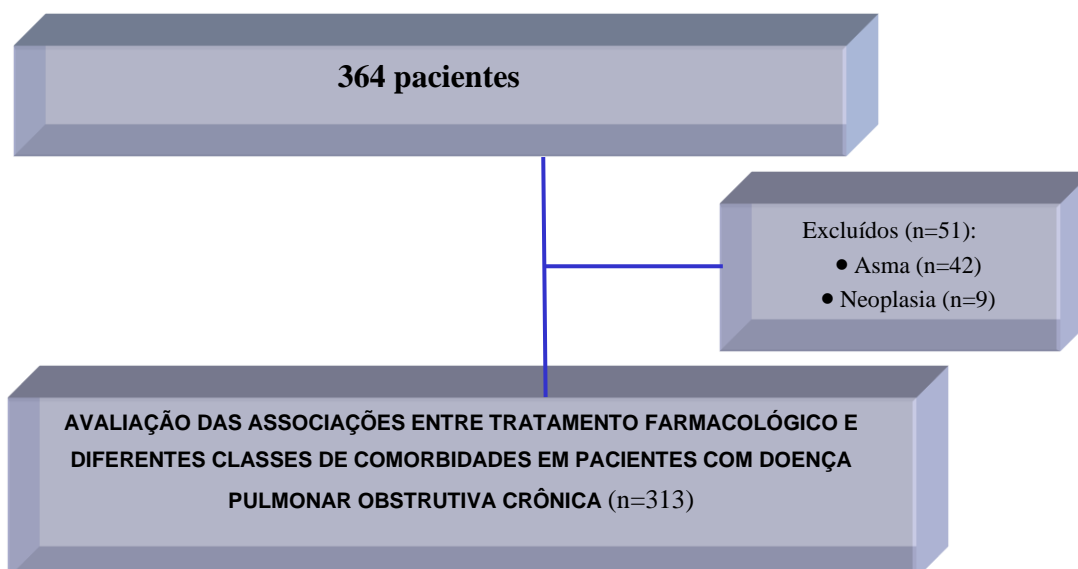 364 pacientes
Excluídos (n=51):
● Asma (n=42)
● Neoplasia (n=9)
AVALIAÇÃO DAS ASSOCIAÇÕES ENTRE TRATAMENTO FARMACOLÓGICO E
DIFERENTES CLASSES DE COMORBIDADES EM PACIENTES COM DOENÇA
PULMONAR OBSTRUTIVA CRÔNICA (n=313)